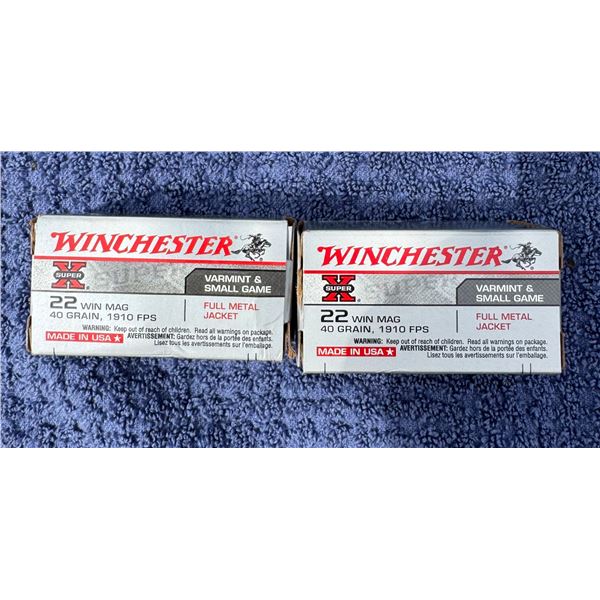 WINCHESTER®
SUPER X SUPER
VARMINT &
SMALL GAME
22 WIN MAG
40 GRAIN, 1910 FPS
FULL METAL
JACKET
WARNING: Keep out of reach of children. Read all warnings on package.
MADE IN USA AVERTISSEMENT: Gardez hors de la portée des enfants.
Lisez tous les avertissements sur l'emballage.
WINCHESTER®
SUPER X SUPER
VARMINT &
SMALL GAME
22 WIN MAG
40 GRAIN, 1910 FPS
FULL METAL
JACKET
WARNING: Keep out of reach of children. Read all warnings on package.
MADE IN USA AVERTISSEMENT: Gardez hors de la portée des enfants.
Lisez tous les avertissements sur l'emballage.